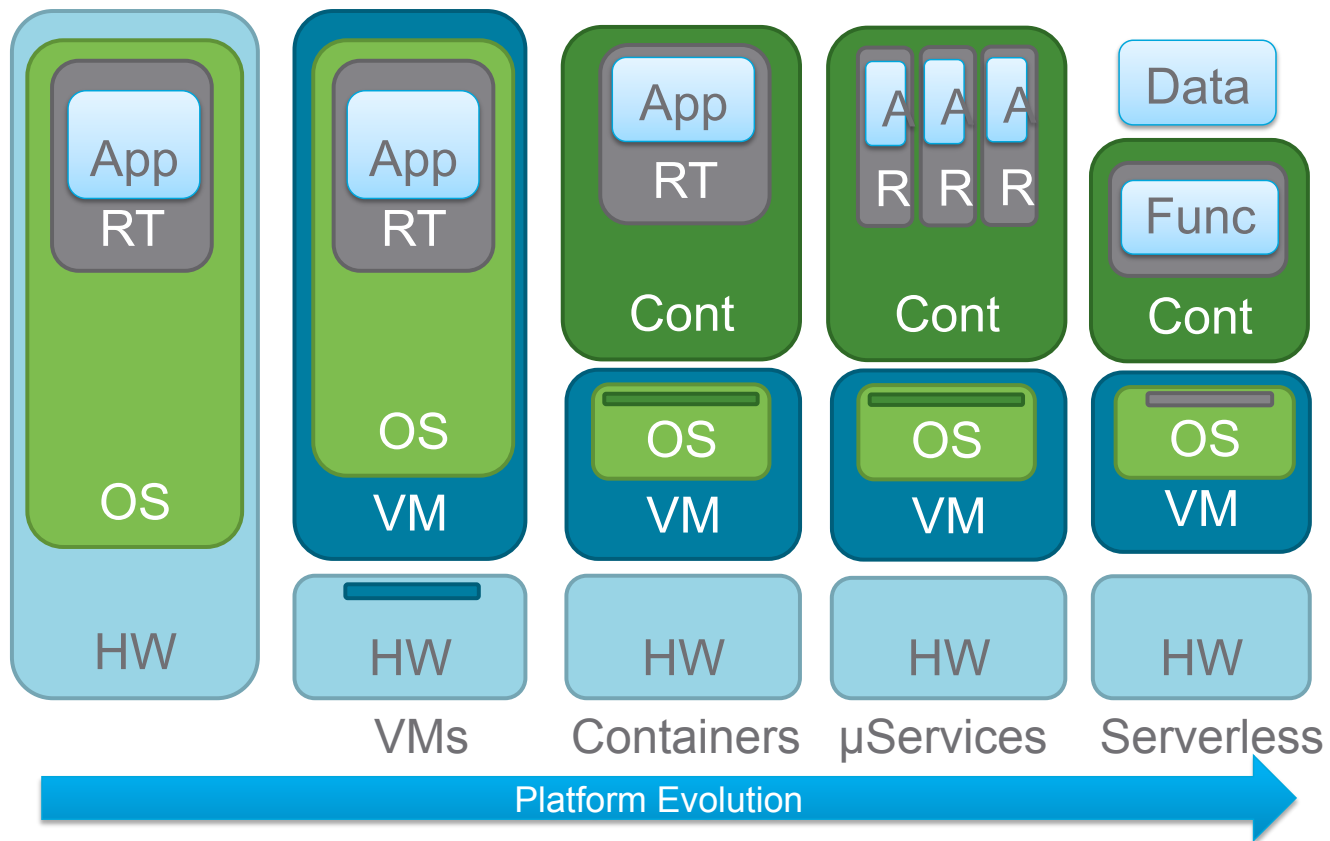 App
RT
OS
HW
App
RT
OS
VM
HW
VMs
App
RT
Cont
OS
VM
HW
Containers
A A A
R R R
Cont
OS
VM
HW
µServices
Data
Func
Cont
OS
VM
HW
Serverless
Platform Evolution